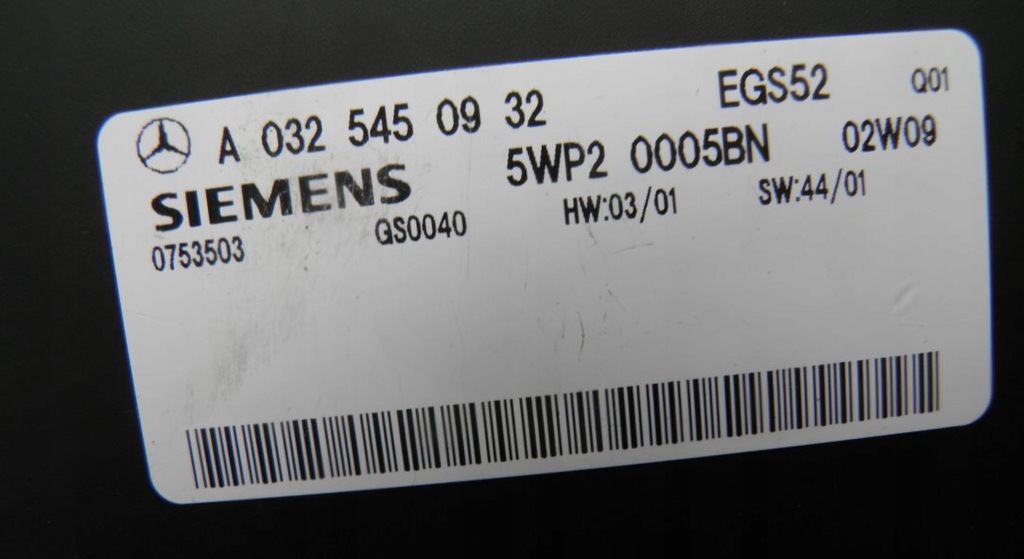 A 032 545 09 32 EGS52 Q01
SIEMENS 5WP2 0005BN 02W09
0753503 GS0040 HW:03/01 SW:44/01